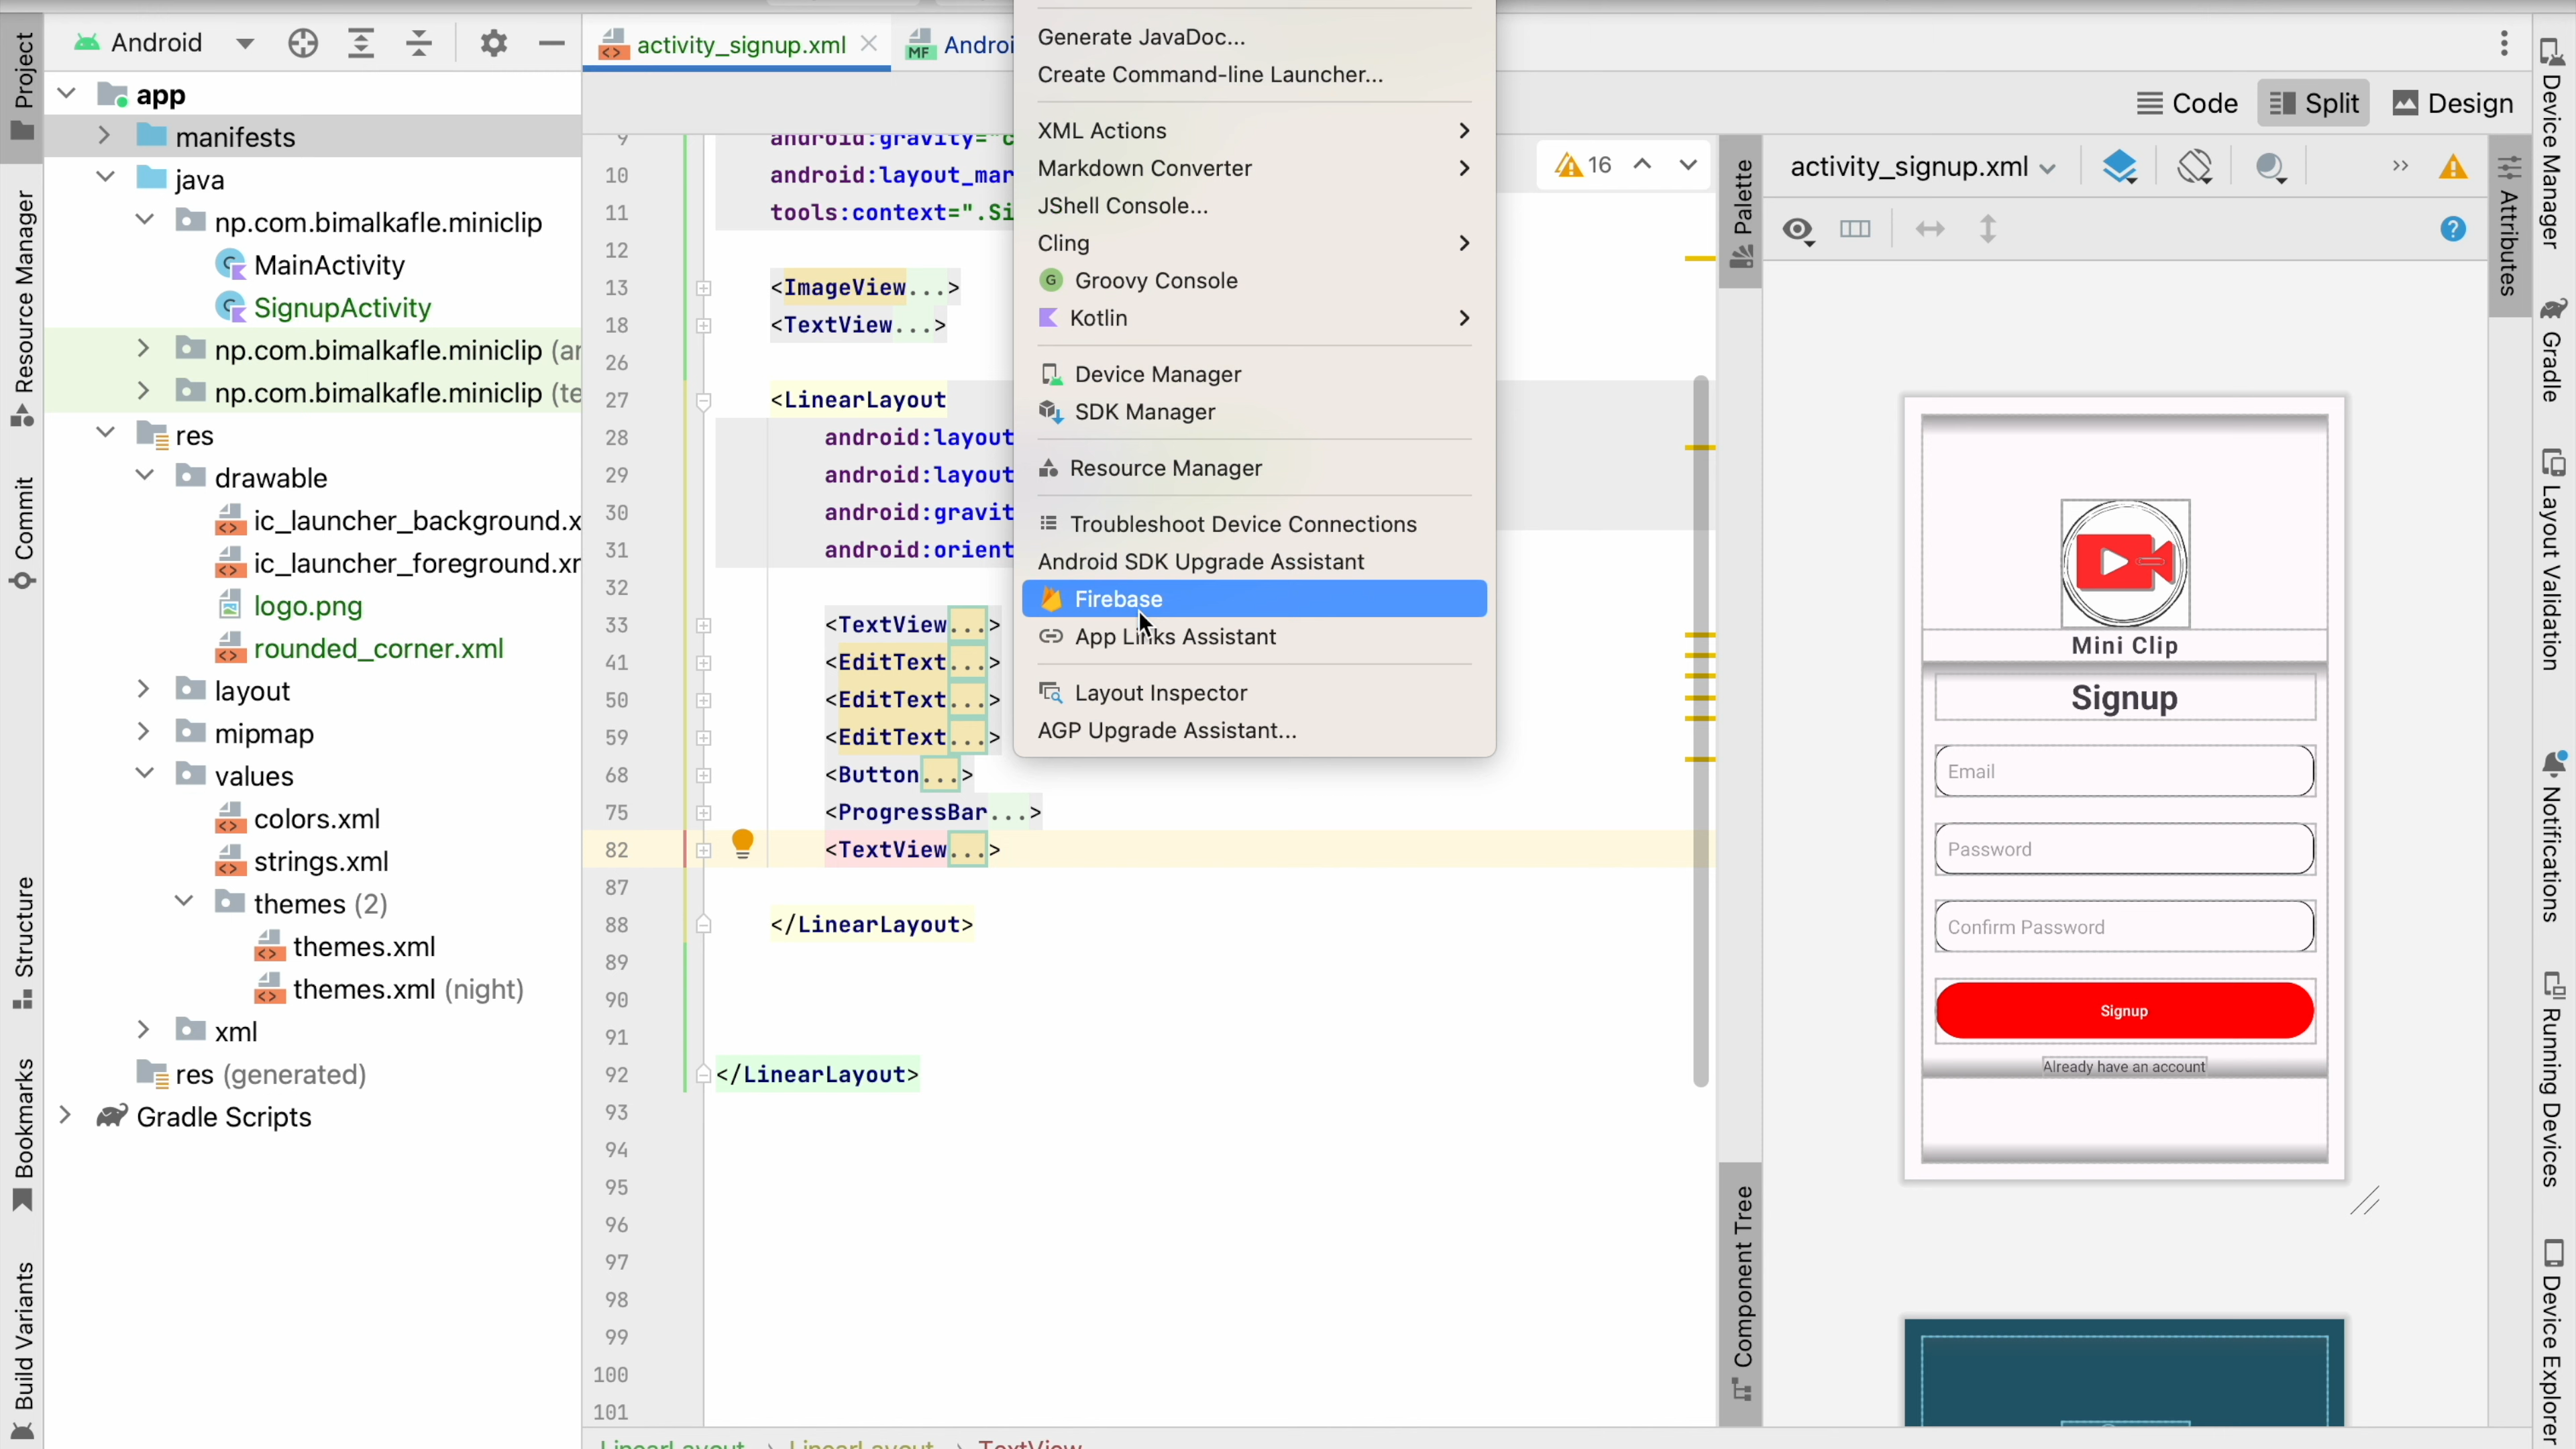 Project
Resource Manager
Commit
Structure
Bookmarks
Build Variants
Android
app
manifests
java
np.com.bimalkafle.miniclip
MainActivity
SignupActivity
np.com.bimalkafle.miniclip (ar
np.com.bimalkafle.miniclip (te
res
drawable
ic_launcher_background.x
ic_launcher_foreground.xr
logo.png
rounded_corner.xml
layout
mipmap
values
colors.xml
strings.xml
themes (2)
themes.xml
themes.xml (night)
xml
res (generated)
Gradle Scripts
activity_signup.xml
MF Androi
9 android:gravity="c
10 android:layout_mar
11 tools:context=".Si
12
13 <ImageView...>
18 <TextView...>
26
27 <LinearLayout
28 android:layout
29 android:layout
30 android:gravit
31 android:orient
32
33 <TextView...>
41 <EditText...>
50 <EditText...>
59 <EditText...>
68 <Button...>
75 <ProgressBar...>
82 <TextView...>
87
88 </LinearLayout>
89
90
91
92 </LinearLayout>
93
94
95
96
97
98
99
100
101
LinearLayout > LinearLayout > TextView
Generate JavaDoc...
Create Command-line Launcher...
XML Actions
Markdown Converter
JShell Console...
Cling
G Groovy Console
Kotlin
Device Manager
SDK Manager
Resource Manager
Troubleshoot Device Connections
Android SDK Upgrade Assistant
Firebase
App Links Assistant
Layout Inspector
AGP Upgrade Assistant...
16
Code Split Design
Palette
Component Tree
activity_signup.xml
?
Mini Clip
Signup
Email
Password
Confirm Password
Signup
Already have an account
Attributes
Device Manager
Gradle
Layout Validation
Notifications
Running Devices
Device Explorer